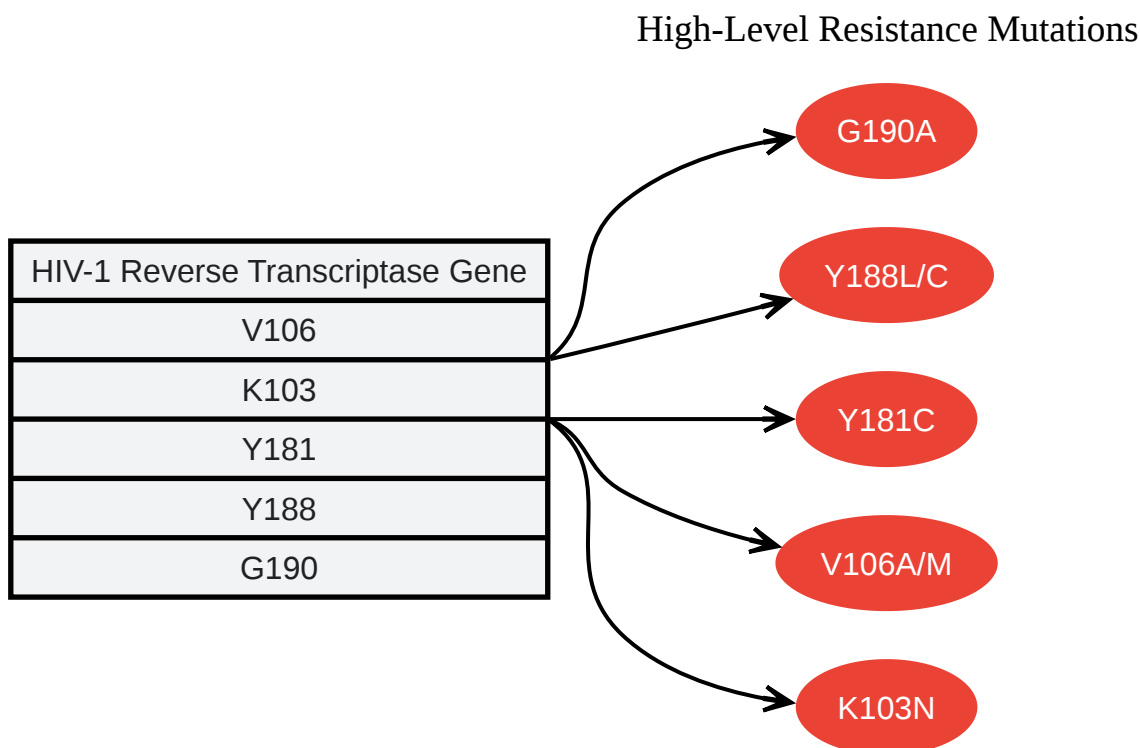 High-Level Resistance Mutations
HIV-1 Reverse Transcriptase Gene
V106
K103
Y181
Y188
G190
G190A
Y188L/C
Y181C
V106A/M
K103N